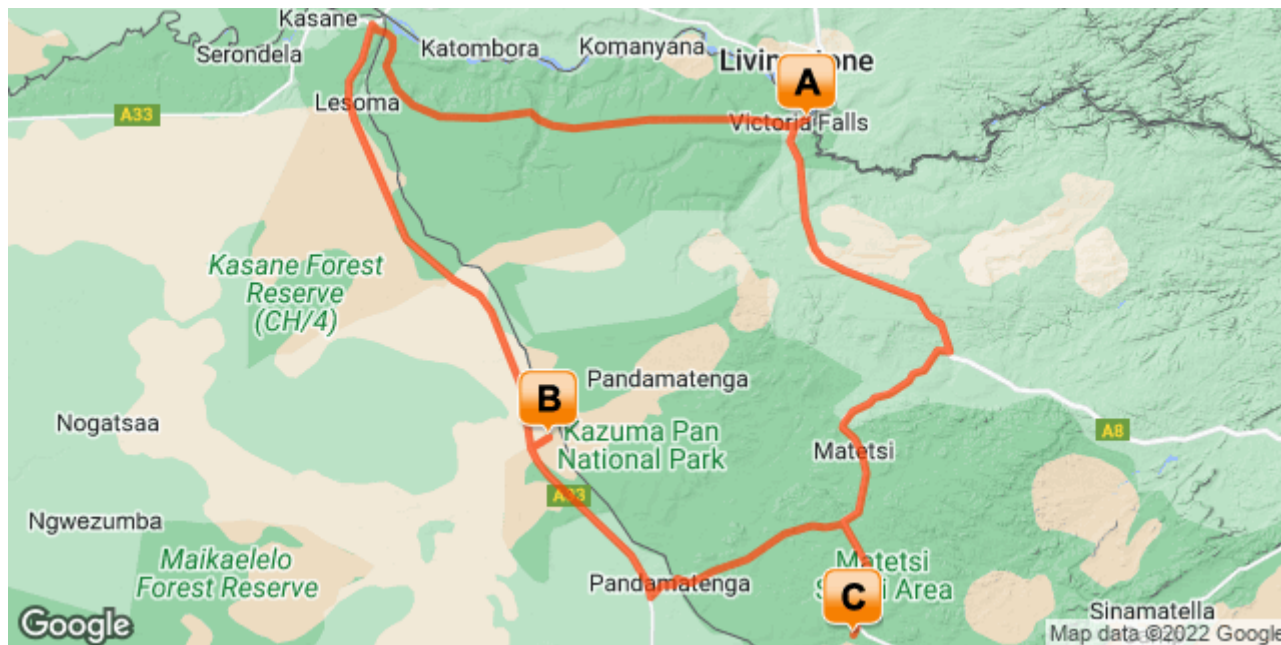 Kasane
Serondela
Katombora
Komanyana
Livingstone
A
A33
Lesoma
Victoria Falls
Kasane Forest
Reserve
(CH/4)
B
Pandamatenga
Nogatsaa
Kazuma Pan
National Park
A8
Matetsi
A33
Ngwezumba
Maikaelelo
Forest Reserve
Pandamatenga
Matetsi
Area
C
Sinamatella
Google
Map data ©2022 Google